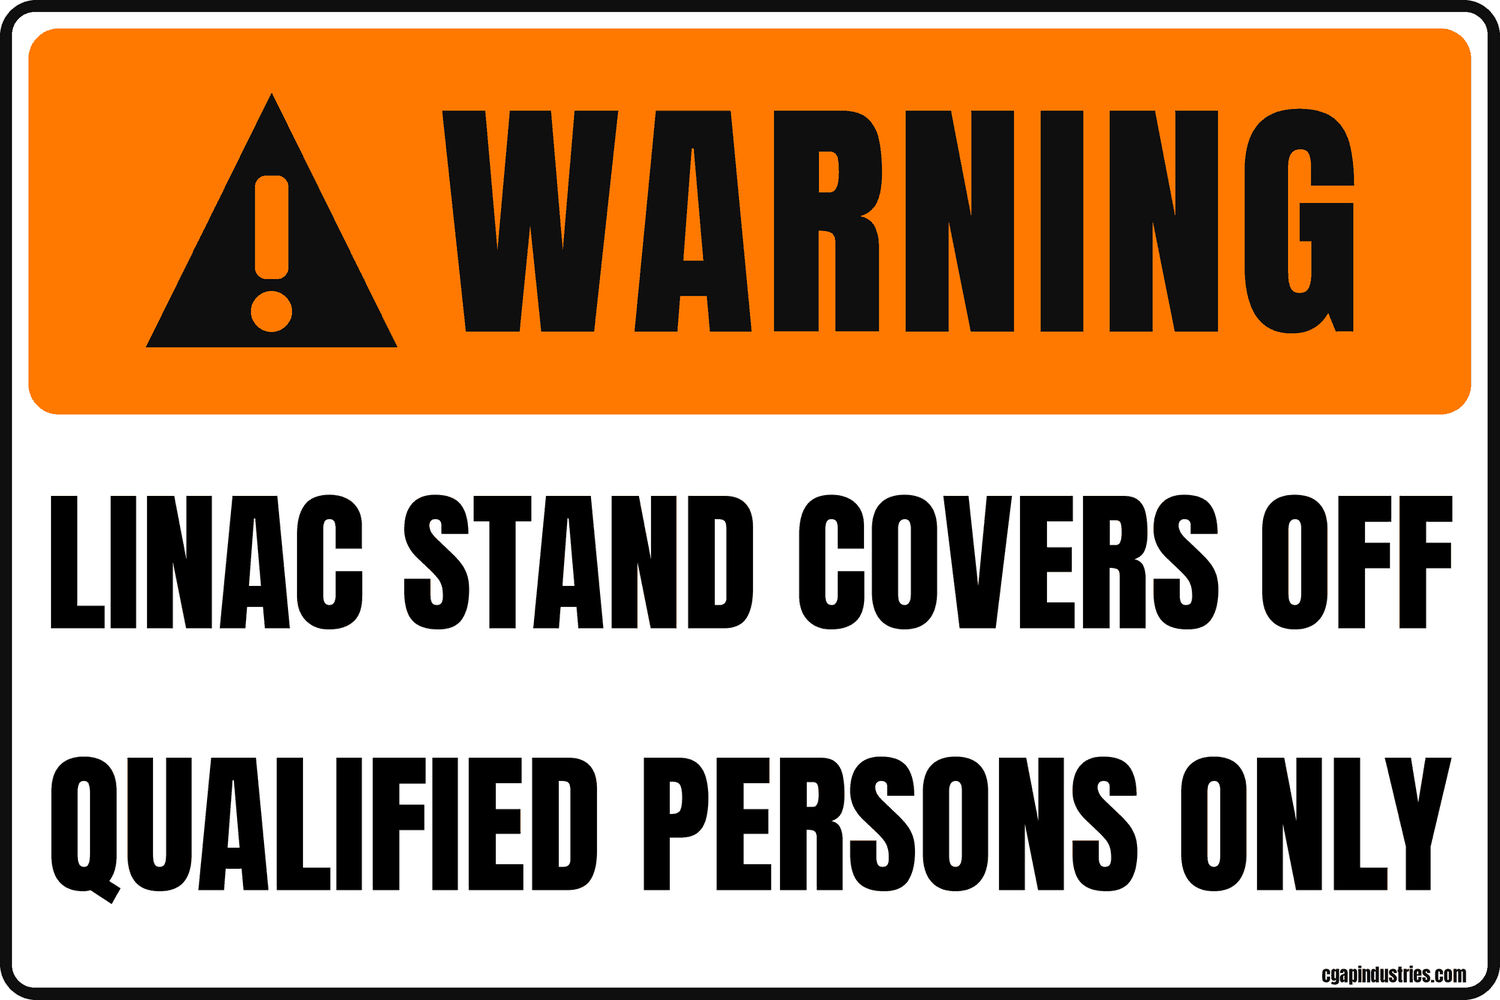 WARNING
LINAC STAND COVERS OFF
QUALIFIED PERSONS ONLY
cgapindustries.com